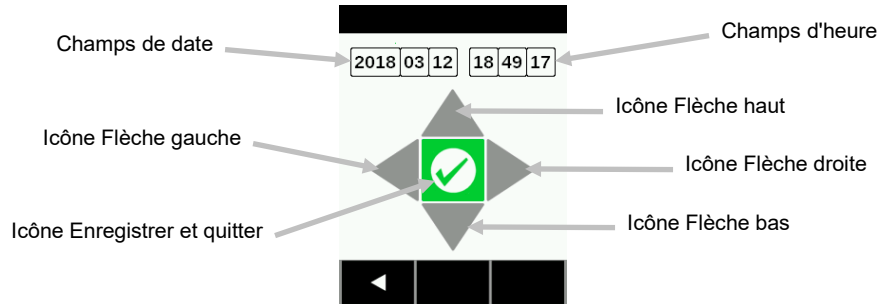 Champs de date
Champs d'heure
2018 03 12 18 49 17
Icône Flèche haut
Icône Flèche gauche
Icône Flèche droite
Icône Enregistrer et quitter
Icône Flèche bas